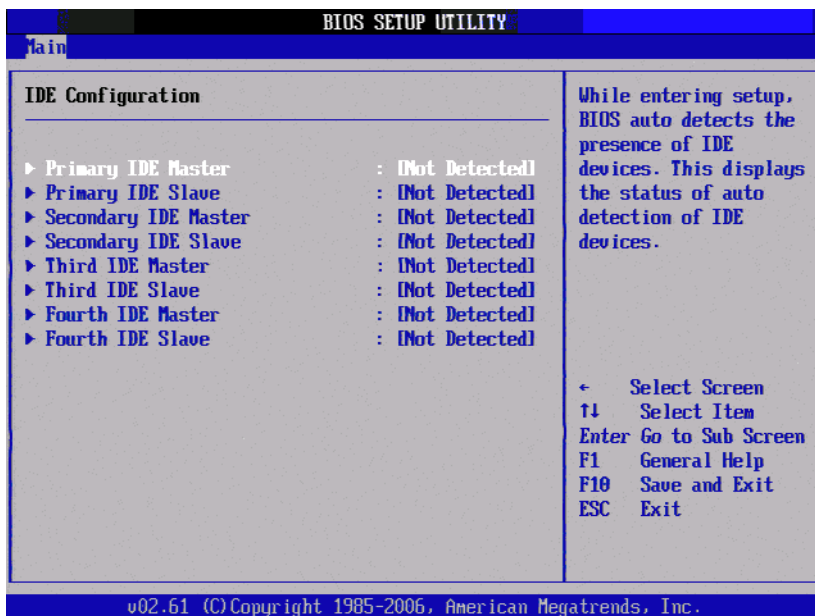 BIOS SETUP UTILITY
Main
IDE Configuration
▶ Primary IDE Master : [Not Detected]
▶ Primary IDE Slave : [Not Detected]
▶ Secondary IDE Master : [Not Detected]
▶ Secondary IDE Slave : [Not Detected]
▶ Third IDE Master : [Not Detected]
▶ Third IDE Slave : [Not Detected]
▶ Fourth IDE Master : [Not Detected]
▶ Fourth IDE Slave : [Not Detected]
While entering setup,
BIOS auto detects the
presence of IDE
devices. This displays
the status of auto
detection of IDE
devices.
← Select Screen
↑↓ Select Item
Enter Go to Sub Screen
F1 General Help
F10 Save and Exit
ESC Exit
v02.61 (C)Copyright 1985-2006, American Megatrends, Inc.